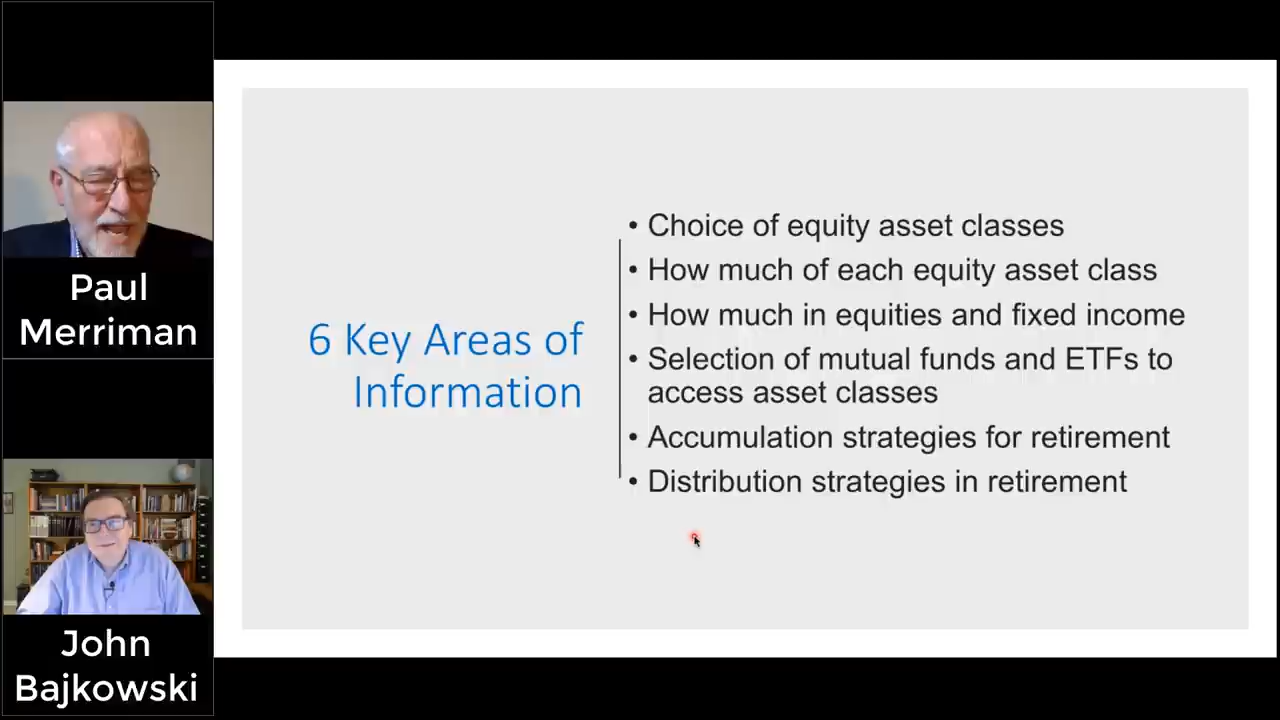 Paul
Merriman
John
Bajkowski
6 Key Areas of
Information
• Choice of equity asset classes
• How much of each equity asset class
• How much in equities and fixed income
• Selection of mutual funds and ETFs to
access asset classes
• Accumulation strategies for retirement
• Distribution strategies in retirement